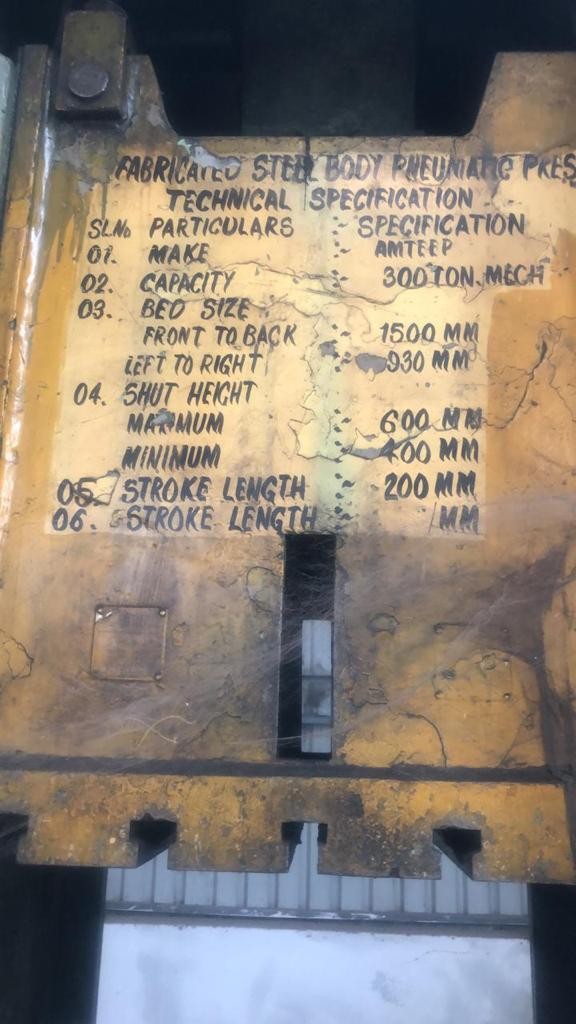 FABRICATED STEEL BODY PNEUMATIC PRES
TECHNICAL SPECIFICATION
SL.No PARTICULARS :- SPECIFICATION
01. MAKE :- AMTEEP
02. CAPACITY :- 300 TON. MECH
03. BED SIZE :-
FRONT TO BACK :- 1500 MM
LEFT TO RIGHT :- 930 MM
04. SHUT HEIGHT
MAXMUM :- 600 MM
MINIMUM :- 400 MM
05. STROKE LENGTH :- 200 MM
06. STROKE LENGTH :- MM